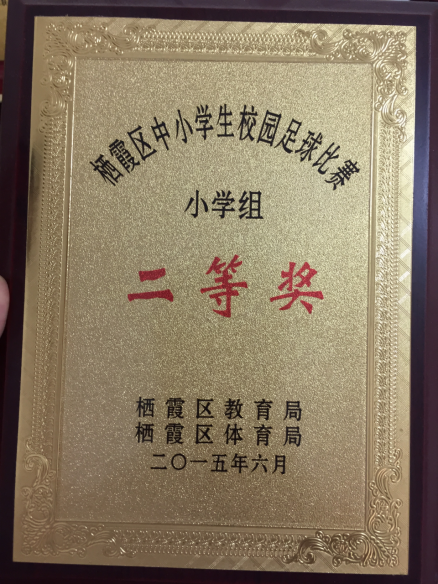 栖霞区中小学生校园足球比赛
小学组
二等奖
栖霞区教育局
栖霞区体育局
二〇一五年六月